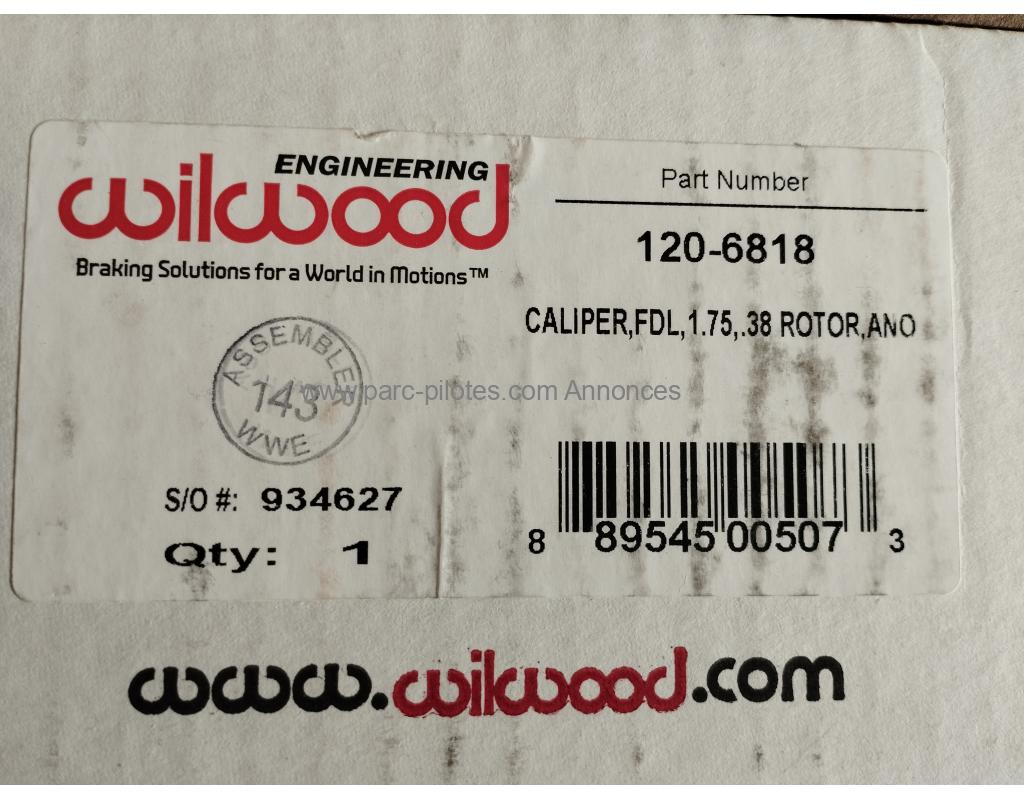 ENGINEERING
wilwood
Braking Solutions for a World in Motions™
Part Number
120-6818
CALIPER,FDL,1.75,.38 ROTOR,ANO
ASSEMBLER
143
WWE
www.parc-pilotes.com Annonces
S/O #: 934627
Qty: 1
8 89545 00507 3
www.wilwood.com